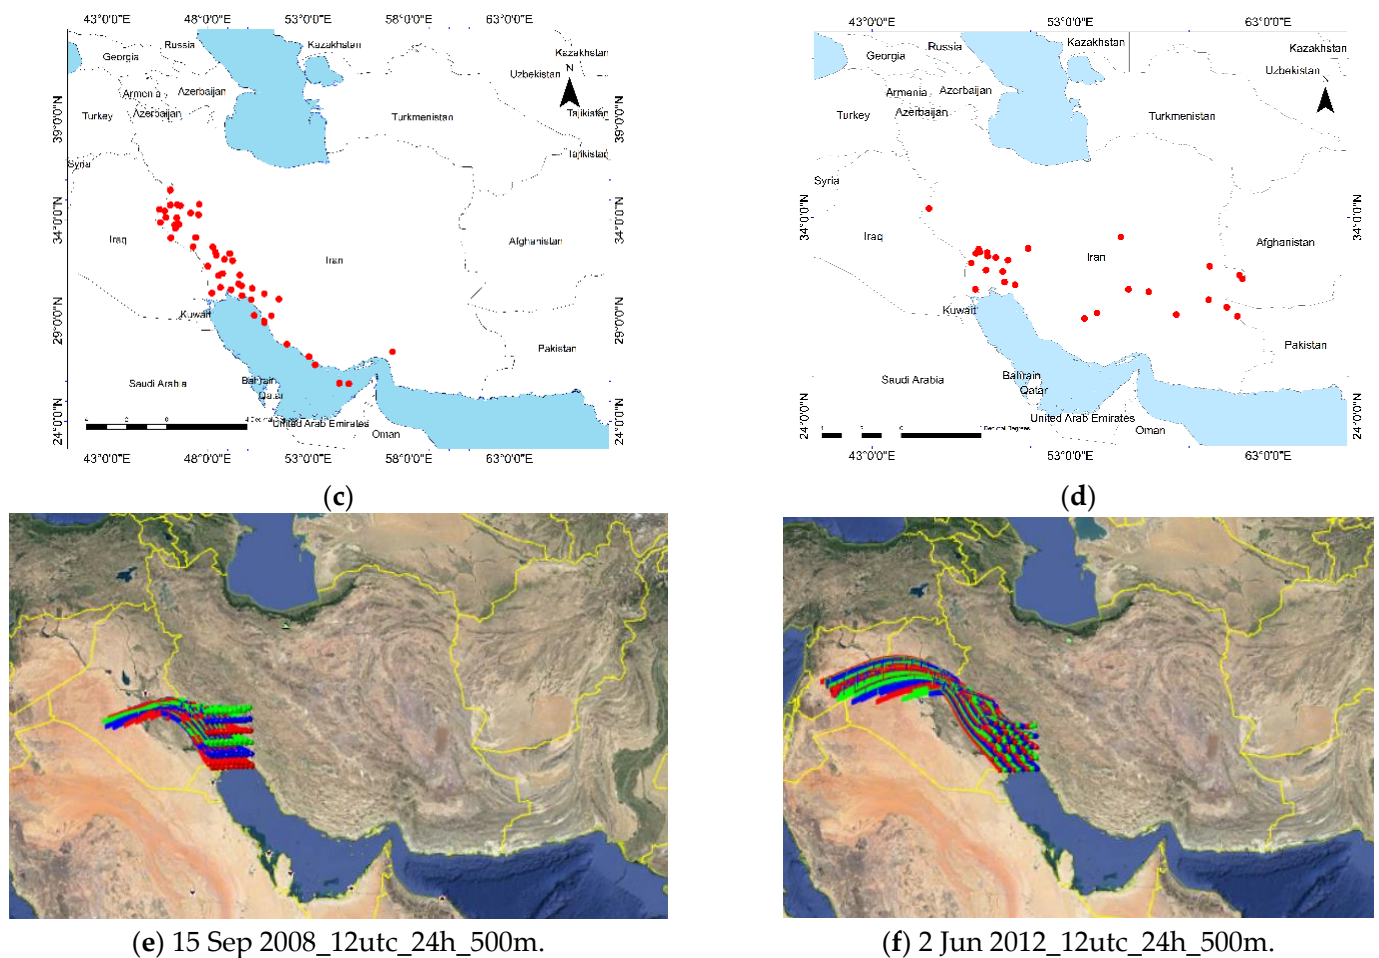 43°0'0"E 48°0'0"E 53°0'0"E 58°0'0"E 63°0'0"E
Russia Kazakhstan
Georgia Kazakhstan
Uzbekistan N
Armenia Azerbaijan
Azerbaijan
Turkey Turkmenistan Tajikistan
39°0'0"N 39°0'0"N
Tajikistan
Syria
34°0'0"N 34°0'0"N
Iraq Iran Afghanistan
29°0'0"N 29°0'0"N
Kuwait
Pakistan
Saudi Arabia Bahrain
Qatar
24°0'0"N 24°0'0"N
United Arab Emirates
Oman
43°0'0"E 48°0'0"E 53°0'0"E 58°0'0"E 63°0'0"E
(c)
43°0'0"E 53°0'0"E 63°0'0"E
Russia Kazakhstan Kazakhstan
Georgia
Uzbekistan
Armenia Azerbaijan
Azerbaijan
Turkey Turkmenistan
Syria
34°0'0"N 34°0'0"N
Iraq Iran Afghanistan
Kuwait
Pakistan
Saudi Arabia Bahrain
Qatar
24°0'0"N 24°0'0"N
United Arab Emirates
Oman
43°0'0"E 53°0'0"E 63°0'0"E
(d)
(e) 15 Sep 2008_12utc_24h_500m.
(f) 2 Jun 2012_12utc_24h_500m.